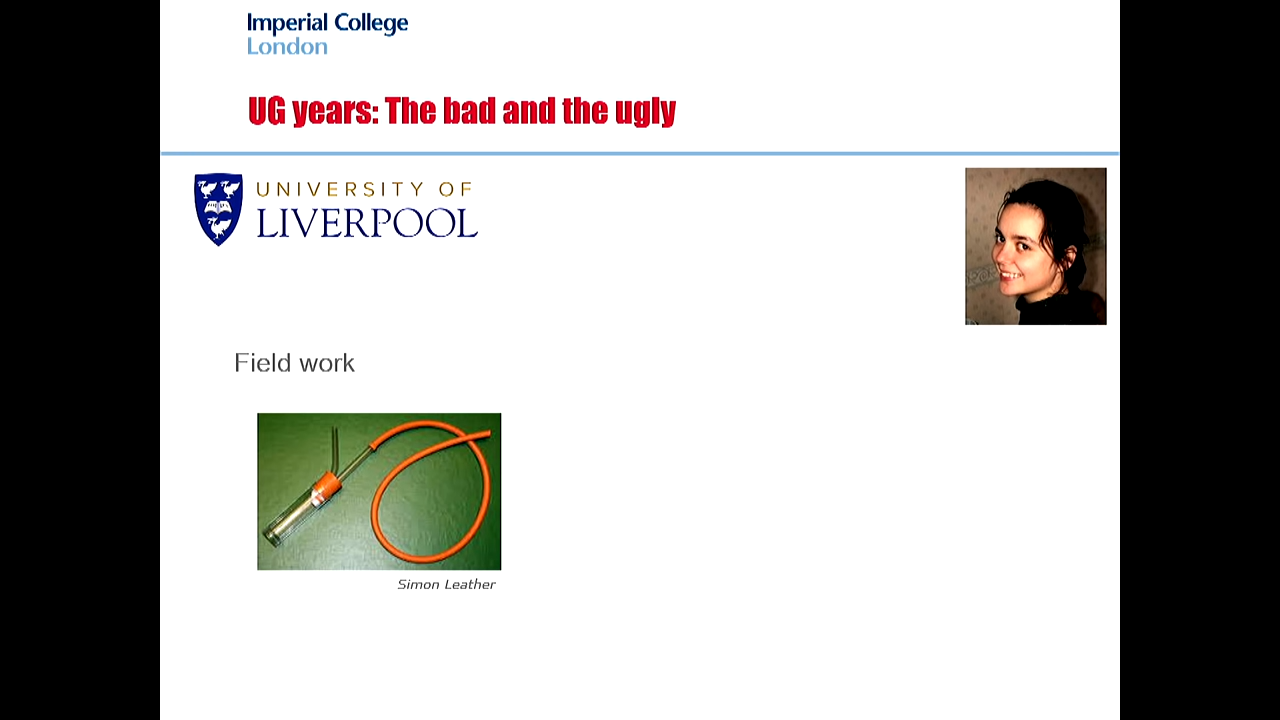 Imperial College
London
UG years: The bad and the ugly
UNIVERSITY OF
LIVERPOOL
Field work
Simon Leather